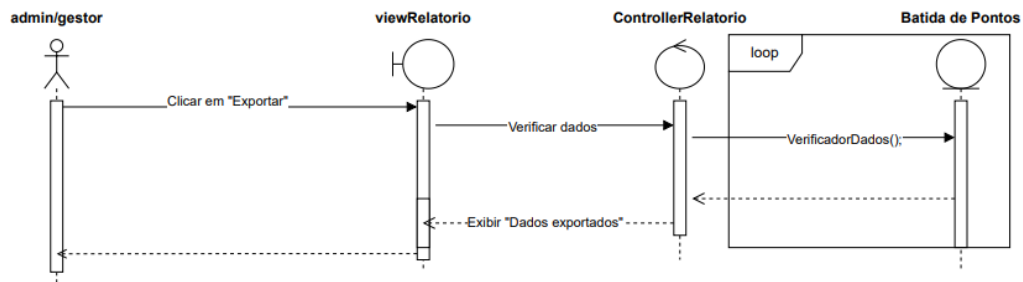 admin/gestor
viewRelatorio
ControllerRelatorio
Batida de Pontos
loop
Clicar em "Exportar"
Verificar dados
VerificadorDados();
Exibir "Dados exportados"